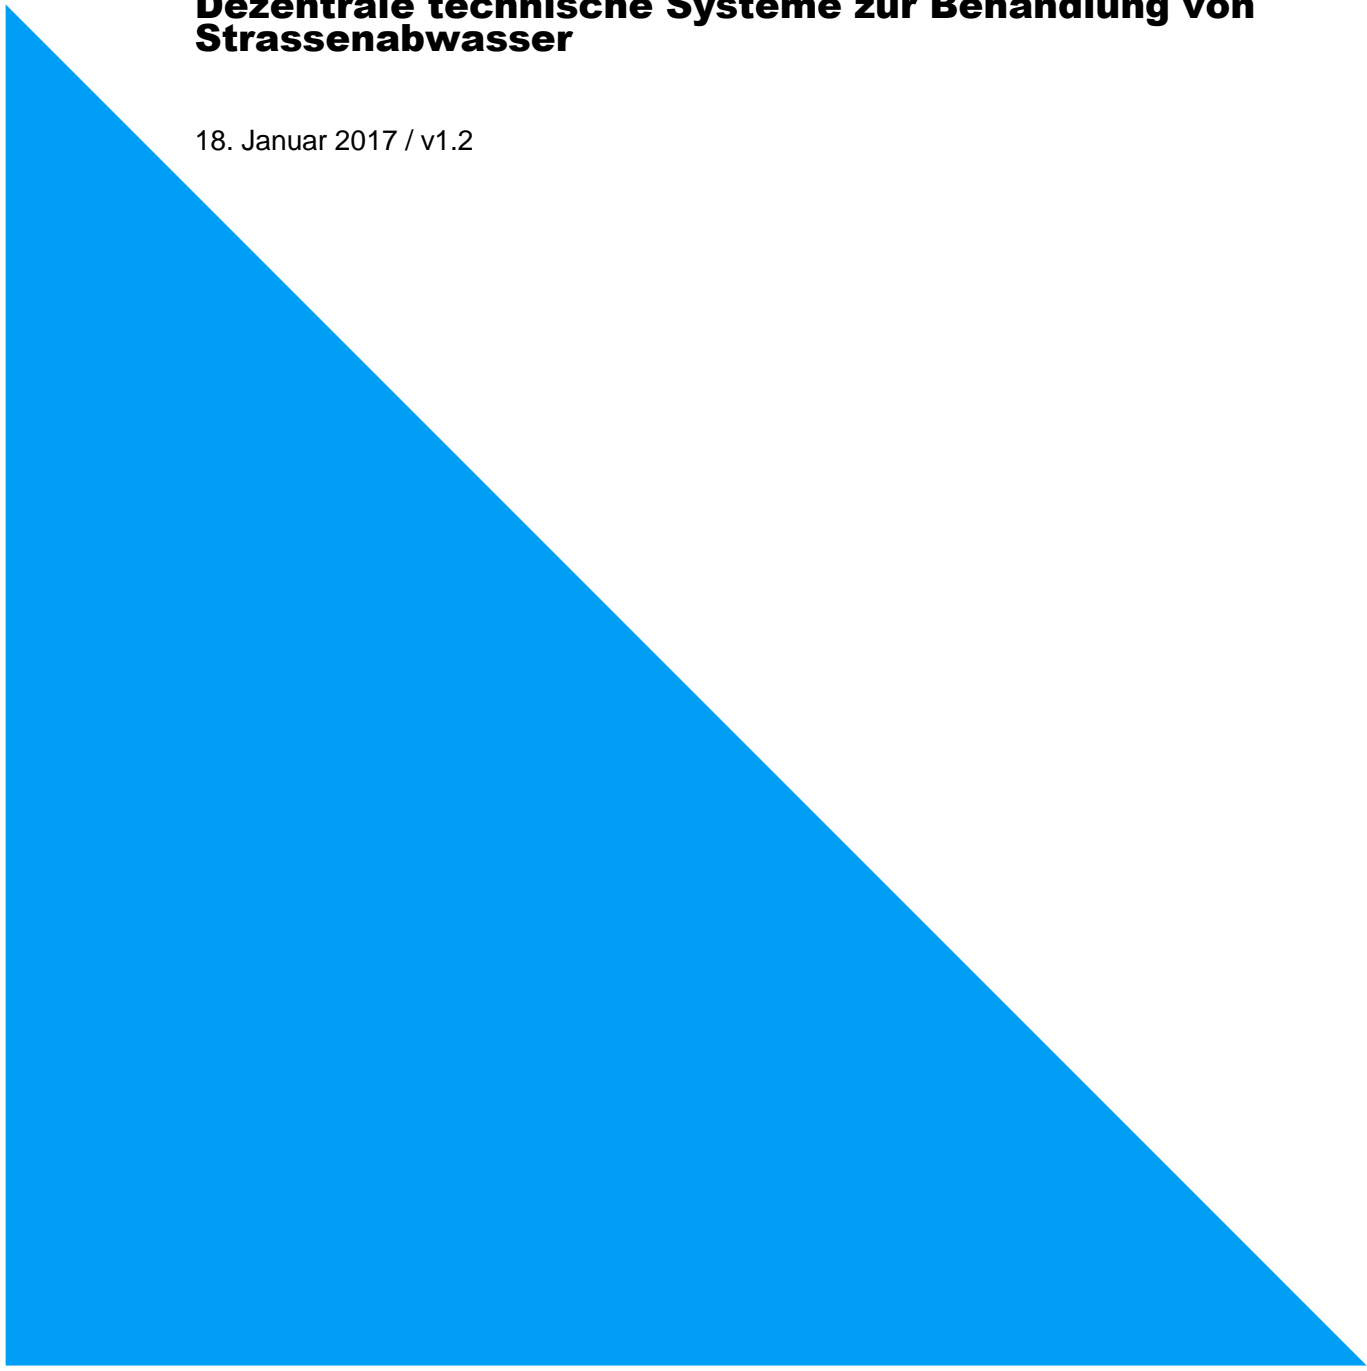 Dezentrale technische Systeme zur Behandlung von
Strassenabwasser
18. Januar 2017 / v1.2